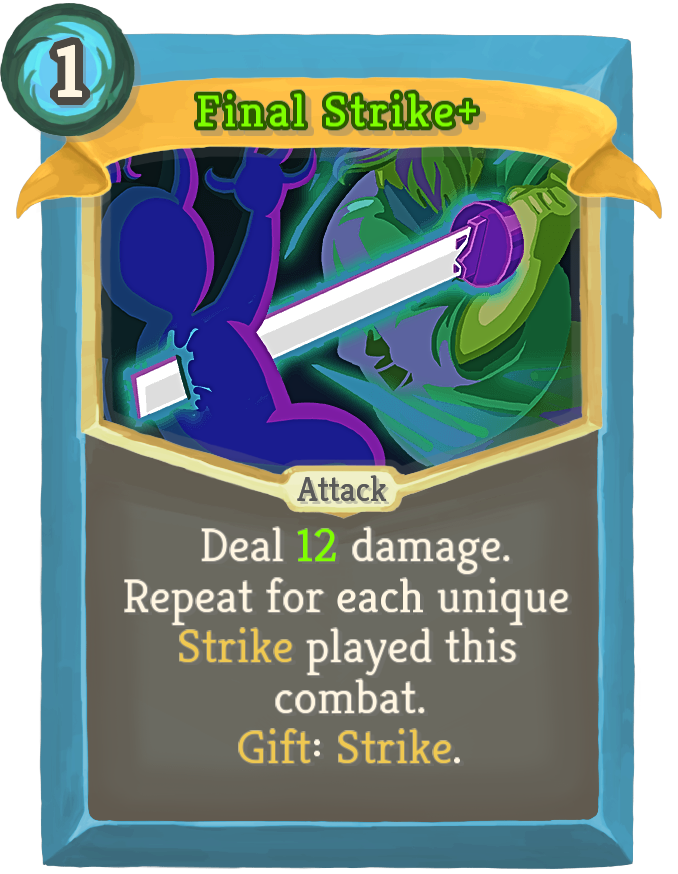 1
Final Strike+
Attack
Deal 12 damage.
Repeat for each unique
Strike played this
combat.
Gift: Strike.